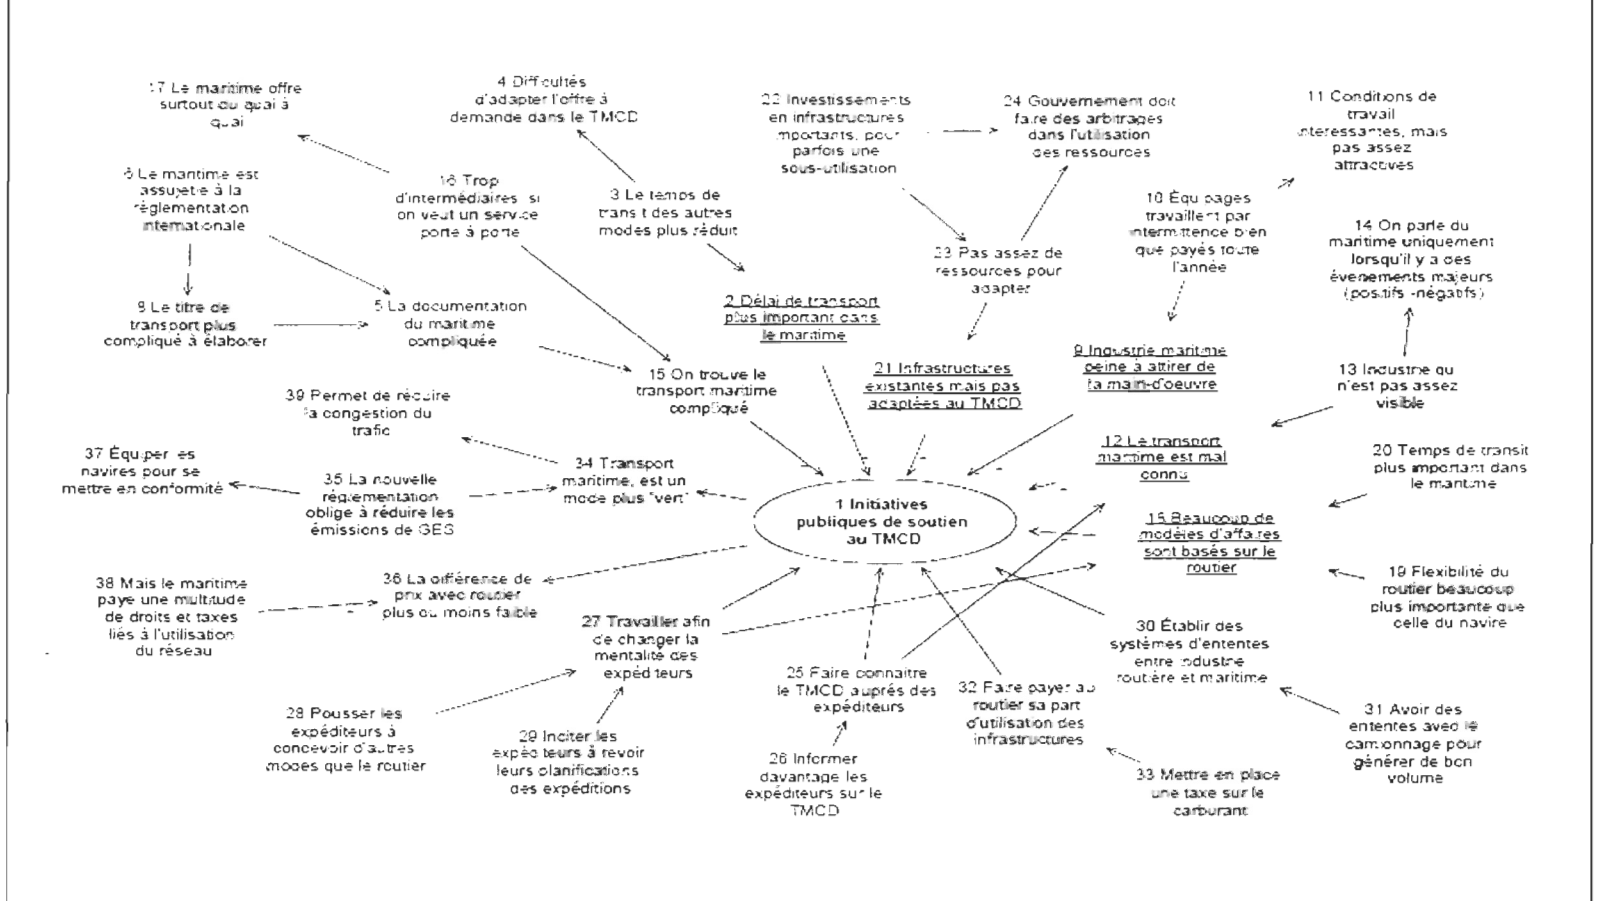 17 Le maritime offre
surtout du quai à
quai
4 Difficultés
d'adapter l'offre à
demande dans le TMCD
22 Investissements
en infrastructures
importants, pour
parfois une
sous-utilisation
24 Gouvernement doit
faire des arbitrages
dans l'utilisation
des ressources
11 Conditions de
travail
intéressantes, mais
pas assez
attractives
6 Le maritime est
assujetie à la
règlementation
internationale
16 Trop
d'intermédiaires si
on veut un service
porte à porte
3 Le temps de
transit des autres
modes plus réduit
23 Pas assez de
ressources pour
adapter
10 Équipages
travaillent par
intermittence bien
que payés toute
l'année
14 On parle du
maritime uniquement
lorsqu'il y a des
évenements majeurs
(positifs -négatifs)
8 Le titre de
transport plus
compliqué à élaborer
5 La documentation
du maritime
compliquée
2 Délai de transport
plus important dans
le maritime
15 On trouve le
transport maritime
compliqué
21 Infrastructures
existantes mais pas
adaptées au TMCD
9 Industrie maritime
peine à attirer de
la main-d'oeuvre
13 Industrie qui
n'est pas assez
visible
39 Permet de réduire
la congestion du
trafic
37 Équiper les
navires pour se
mettre en conformité
35 La nouvelle
réglementation
oblige à réduire les
émissions de GES
34 Transport
maritime, est un
mode plus "vert"
1 Initiatives
publiques de soutien
au TMCD
12 Le transport
maritime est mal
connu
20 Temps de transit
plus important dans
le maritime
Beaucoup de
modèles d'affaires
sont basés sur le
routier
19 Flexibilité du
routier beaucoup
plus importante que
celle du navire
38 Mais le maritime
paye une multitude
de droits et taxes
liés à l'utilisation
du réseau
36 La différence de
prix avec routier
plus ou moins faible
27 Travailler afin
de changer la
mentalité des
expéditeurs
25 Faire connaitre
le TMCD auprés des
expéditeurs
32 Faire payer au
routier sa part
d'utilisation des
infrastructures
30 Établir des
systèmes d'ententes
entre industrie
routière et maritime
28 Pousser les
expéditeurs à
concevoir d'autres
modes que le routier
29 Inciter les
expéditeurs à revoir
leurs planifications
des expéditions
26 Informer
davantage les
expéditeurs sur le
TMCD
33 Mettre en place
une taxe sur le
carburant
31 Avoir des
ententes avec le
camionnage pour
générer de bon
volume